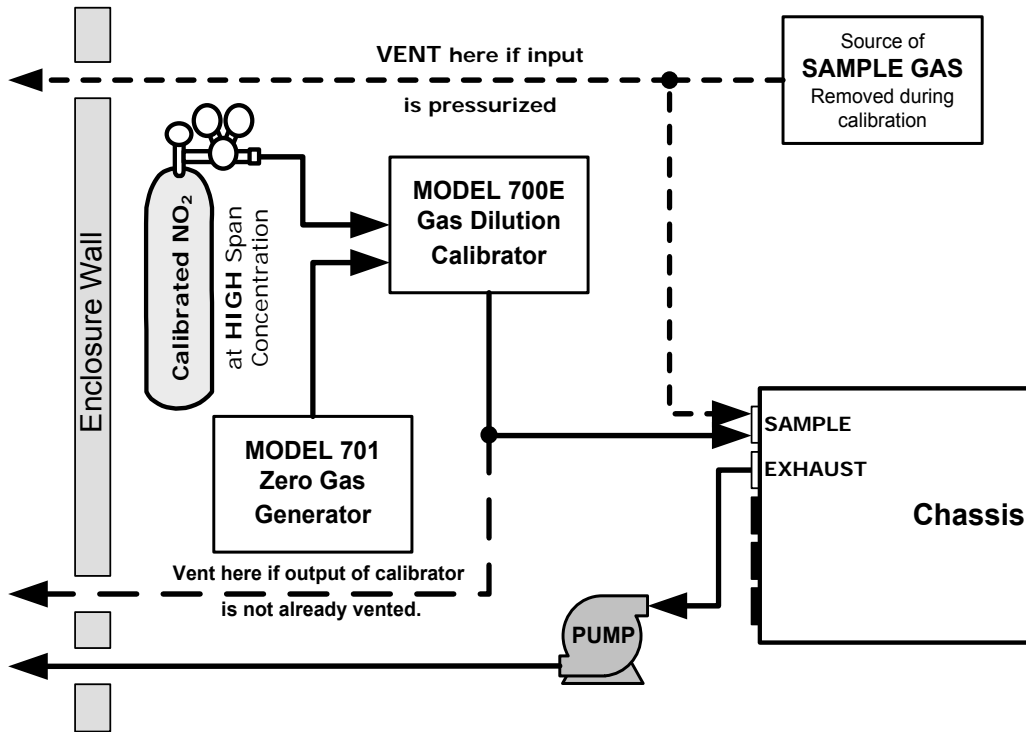 VENT here if input
is pressurized
Source of
SAMPLE GAS
Removed during
calibration
Enclosure Wall
Calibrated NO₂
at HIGH Span
Concentration
MODEL 700E
Gas Dilution
Calibrator
MODEL 701
Zero Gas
Generator
SAMPLE
EXHAUST
Chassis
Vent here if output of calibrator
is not already vented.
PUMP